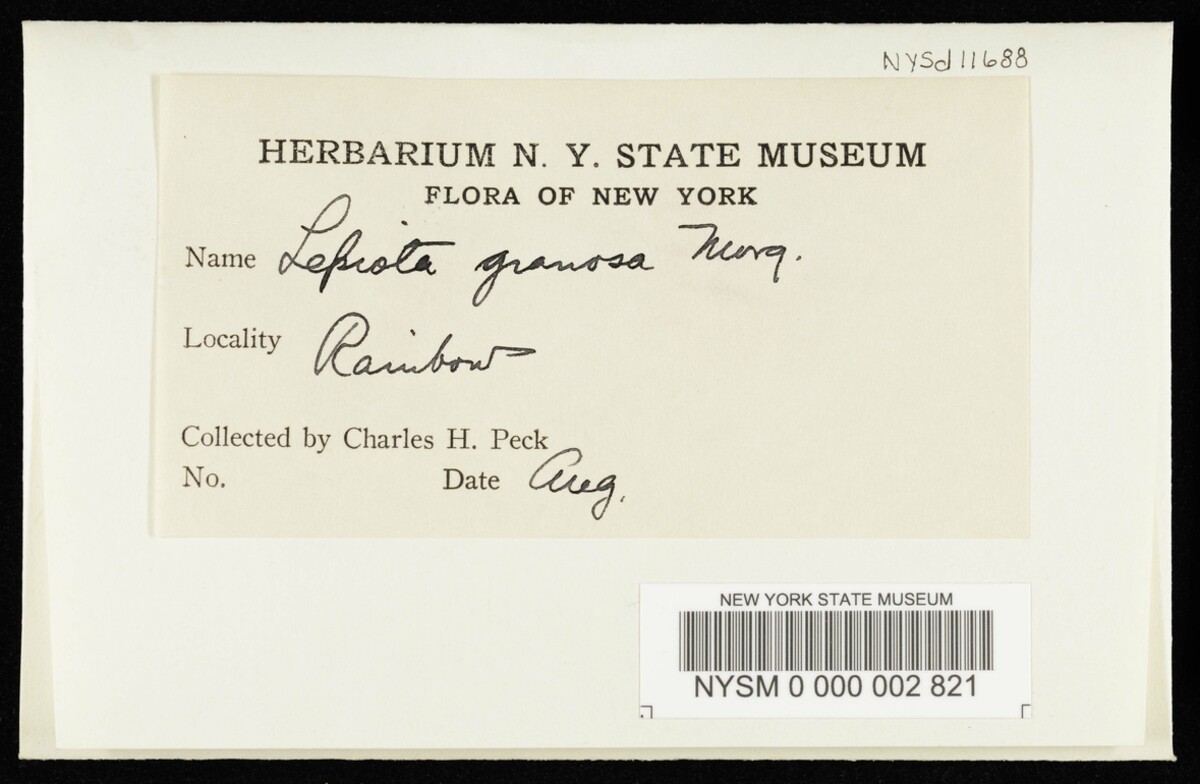 NYSd11688
HERBARIUM N. Y. STATE MUSEUM
FLORA OF NEW YORK
Name Lepiota granosa Morg.
Locality Rainbow
Collected by Charles H. Peck
No. Date Aug.
NEW YORK STATE MUSEUM
NYSM 0 000 002 821